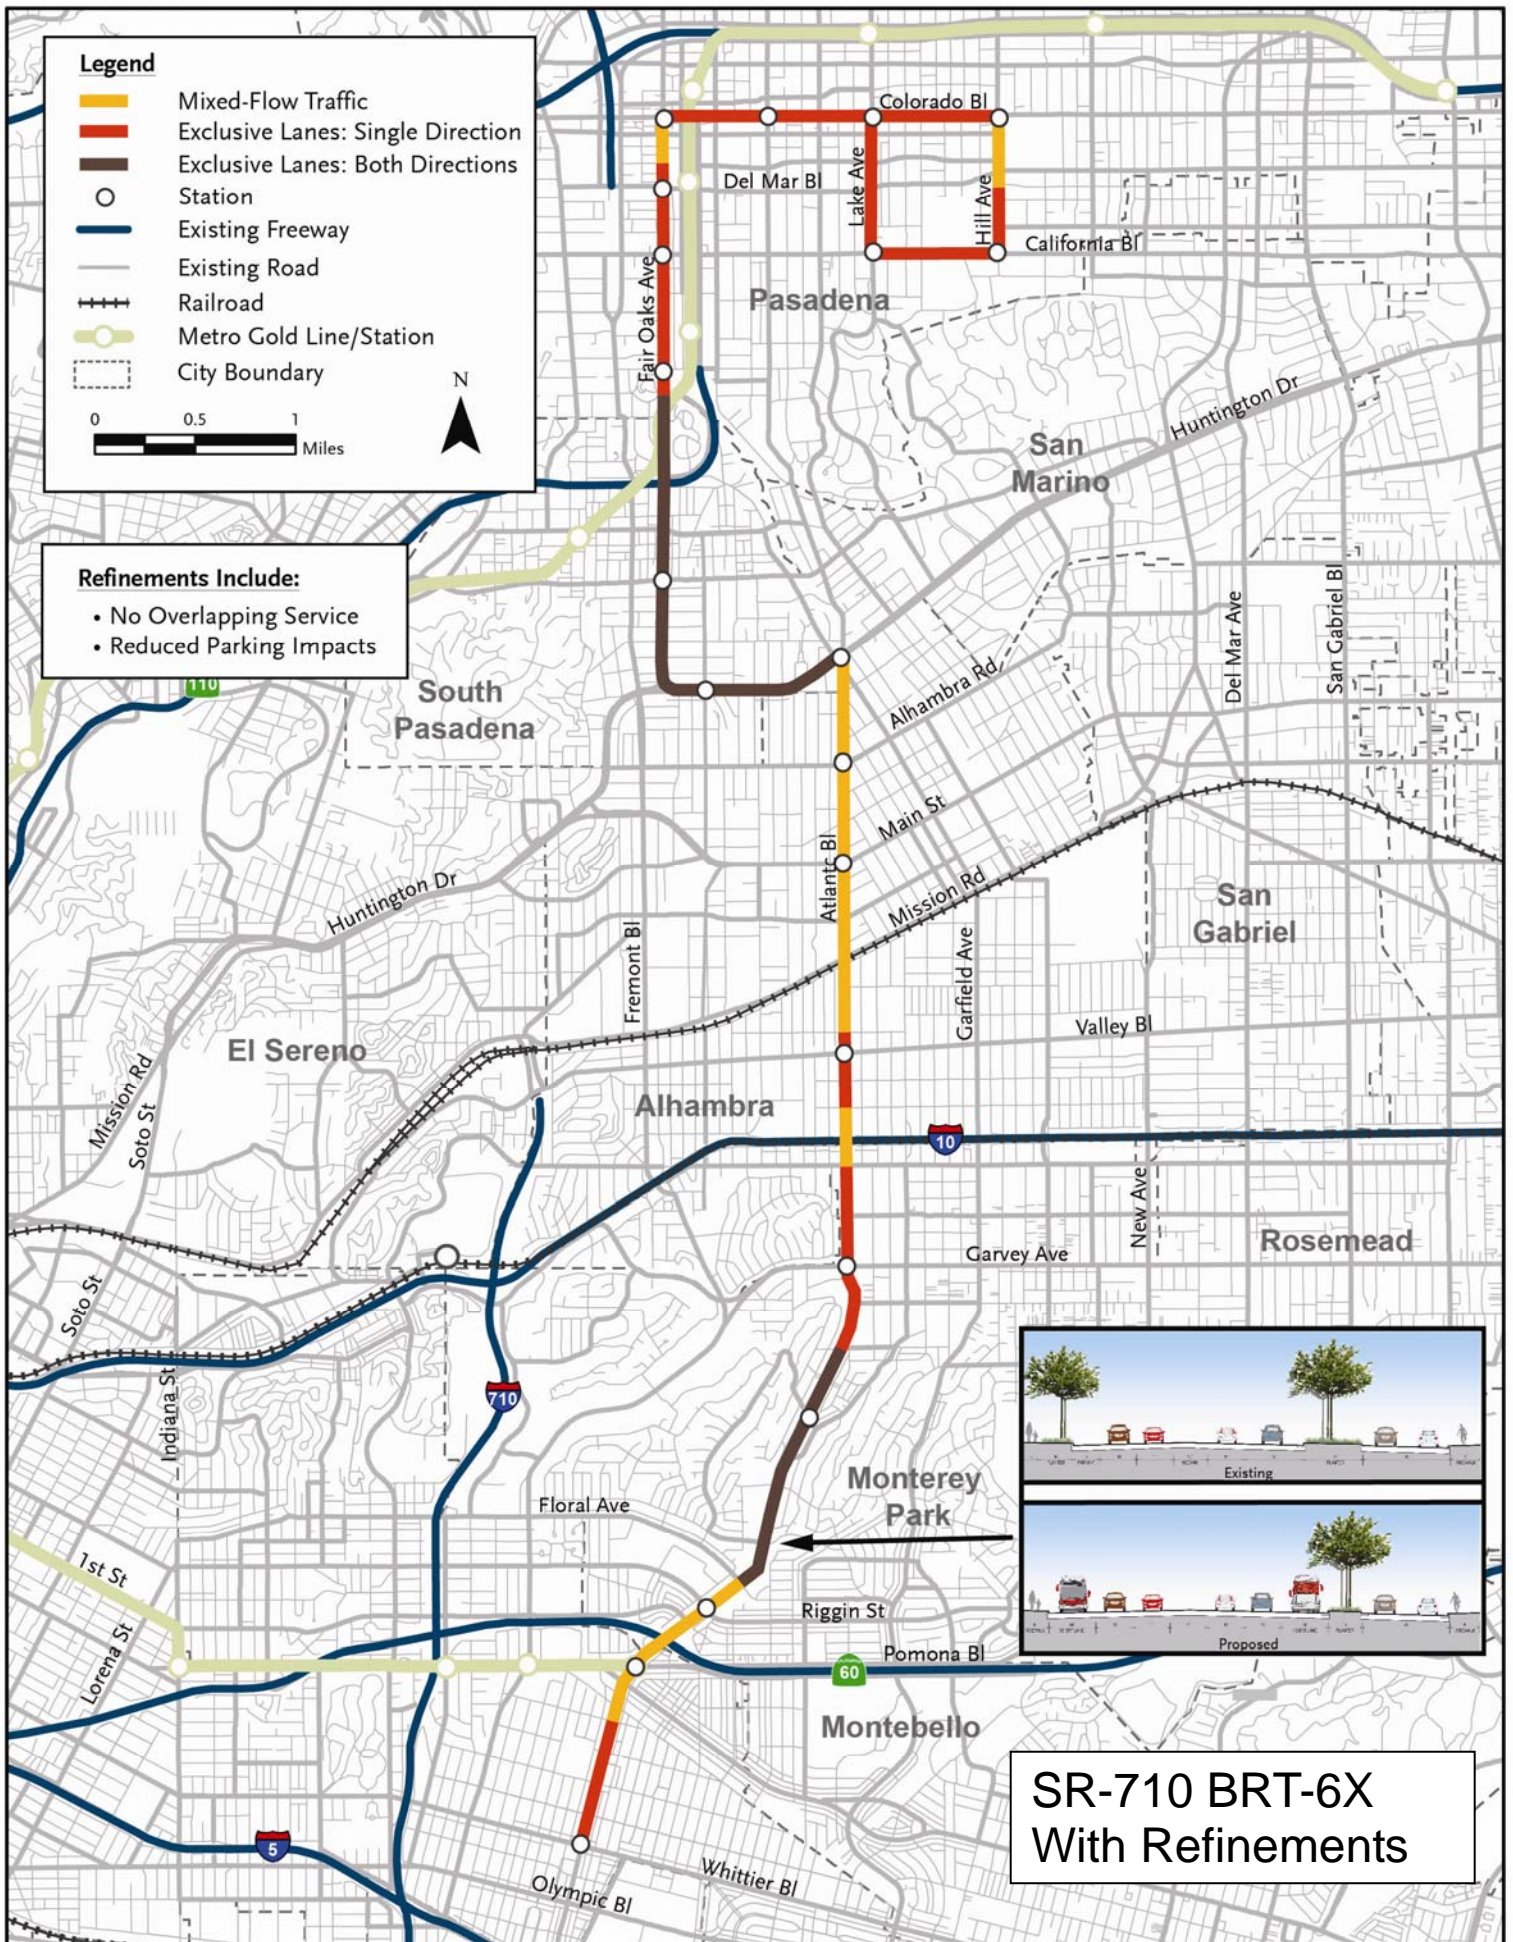 Legend
Mixed-Flow Traffic
Exclusive Lanes: Single Direction
Exclusive Lanes: Both Directions
Station
Existing Freeway
Existing Road
Railroad
Metro Gold Line/Station
City Boundary
0 0.5 1
Miles
N
Refinements Include:
• No Overlapping Service
• Reduced Parking Impacts
110
Colorado Bl
Del Mar Bl
Lake Ave
Hill Ave
California Bl
Pasadena
Fair Oaks Ave
Huntington Dr
San
Marino
Del Mar Ave
San Gabriel Bl
South
Pasadena
Alhambra Rd
Main St
Atlantc Bl
Mission Rd
Huntington Dr
San
Gabriel
Fremont Bl
Garfield Ave
Valley Bl
El Sereno
Mission Rd
Soto St
Alhambra
10
New Ave
Rosemead
Garvey Ave
Soto St
Indiana St
710
Existing
Monterey
Park
Floral Ave
1st St
Riggin St
Proposed
Pomona Bl
60
Lorena St
Montebello
SR-710 BRT-6X
With Refinements
5
Whittier Bl
Olympic Bl